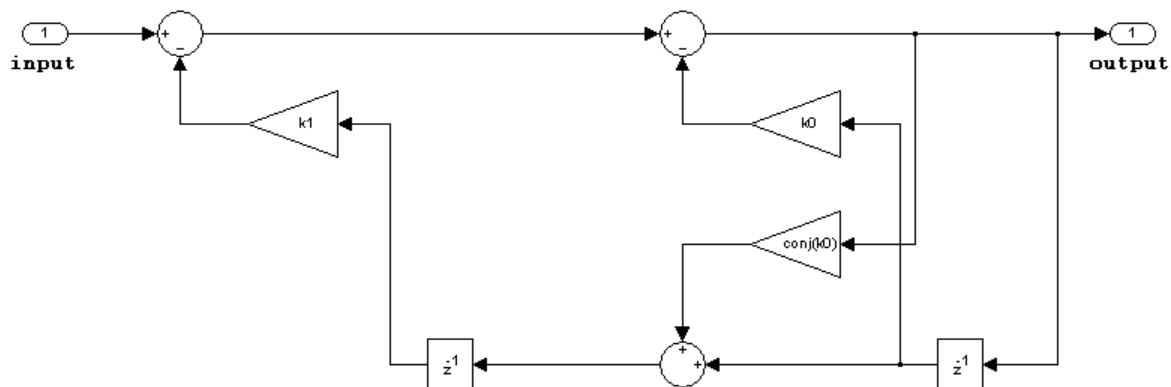 1
+
−
+
−
1
input
output
k1
k0
conj(k0)
+
+
z-1
z-1